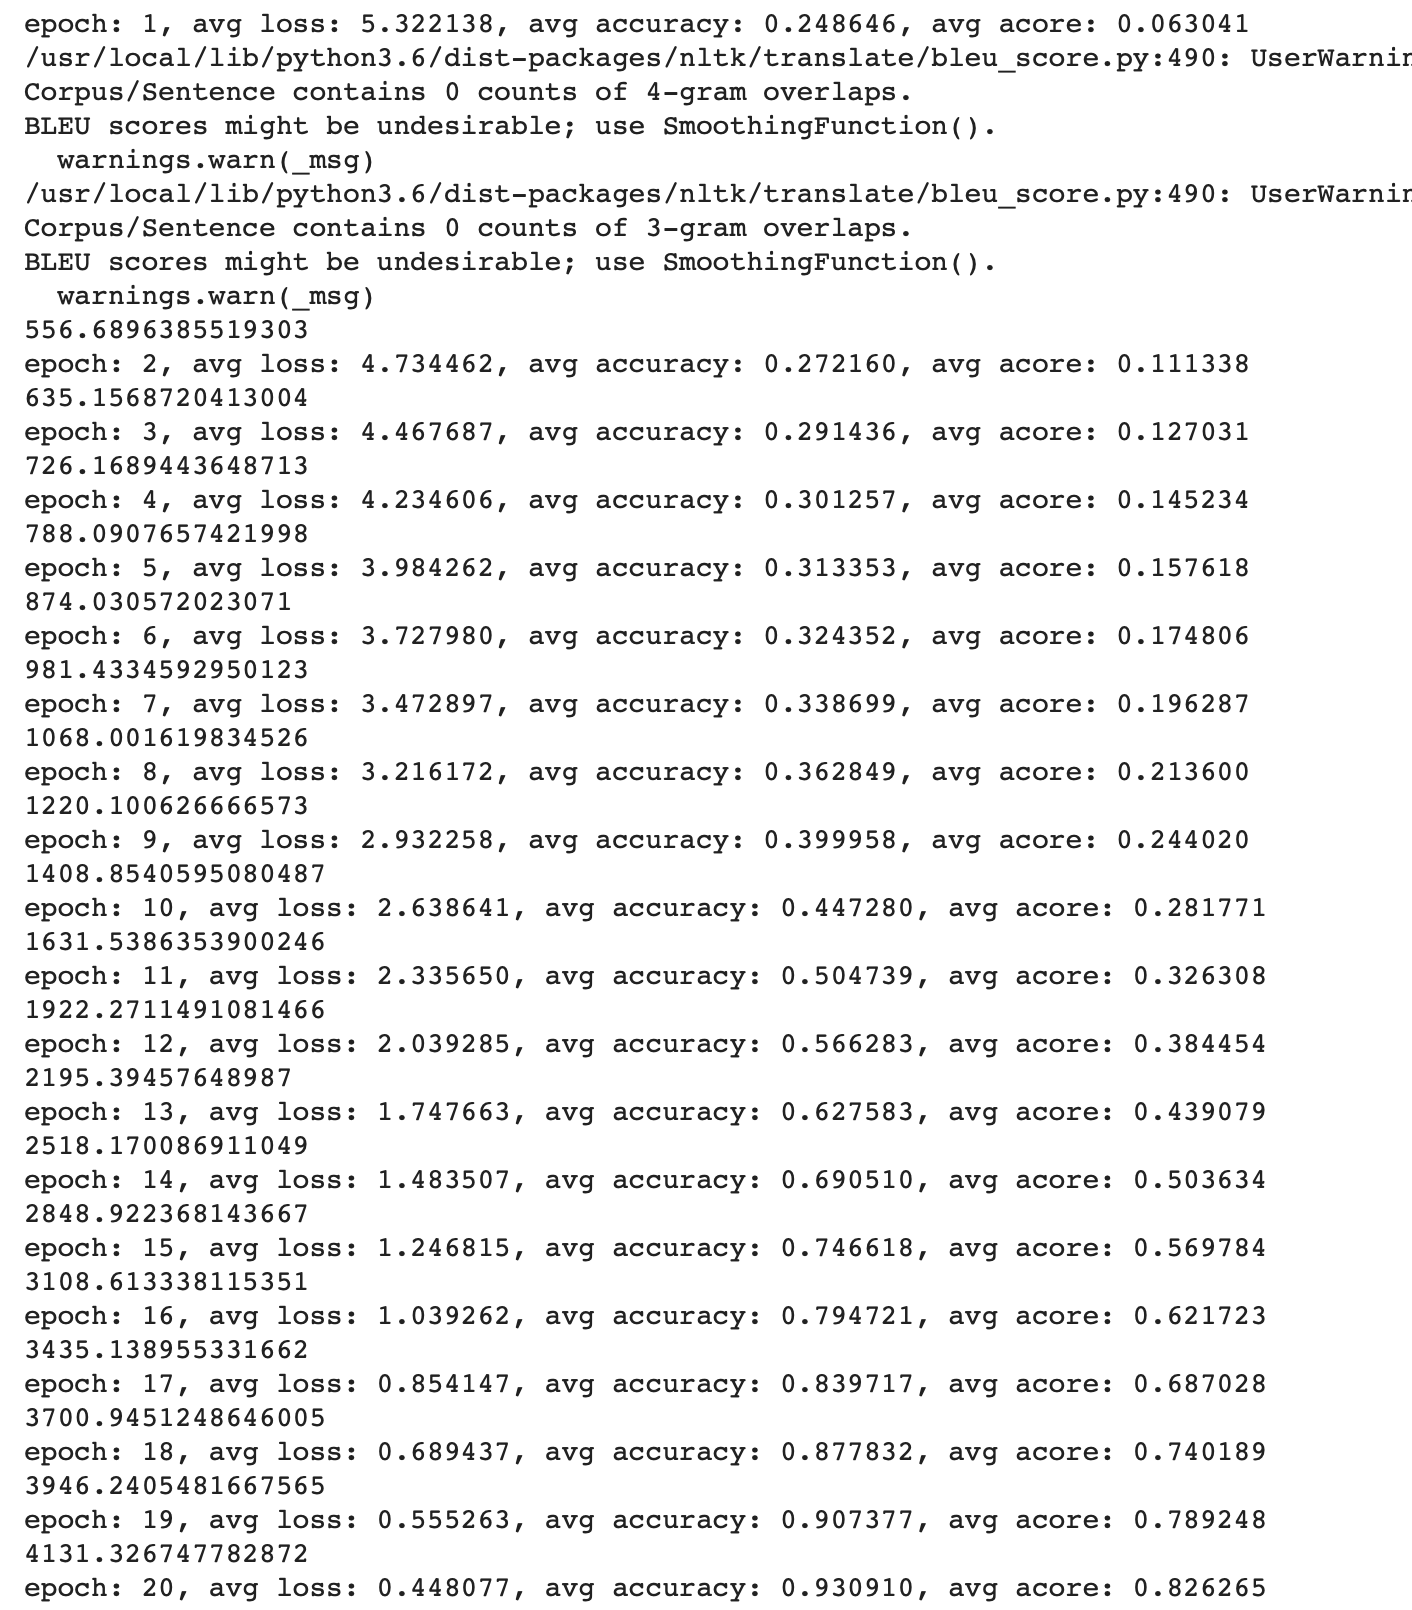 epoch: 1, avg loss: 5.322138, avg accuracy: 0.248646, avg acore: 0.063041
/usr/local/lib/python3.6/dist-packages/nltk/translate/bleu_score.py:490: UserWarnin
Corpus/Sentence contains 0 counts of 4-gram overlaps.
BLEU scores might be undesirable; use SmoothingFunction().
  warnings.warn(_msg)
/usr/local/lib/python3.6/dist-packages/nltk/translate/bleu_score.py:490: UserWarnin
Corpus/Sentence contains 0 counts of 3-gram overlaps.
BLEU scores might be undesirable; use SmoothingFunction().
  warnings.warn(_msg)
556.6896385519303
epoch: 2, avg loss: 4.734462, avg accuracy: 0.272160, avg acore: 0.111338
635.1568720413004
epoch: 3, avg loss: 4.467687, avg accuracy: 0.291436, avg acore: 0.127031
726.1689443648713
epoch: 4, avg loss: 4.234606, avg accuracy: 0.301257, avg acore: 0.145234
788.0907657421998
epoch: 5, avg loss: 3.984262, avg accuracy: 0.313353, avg acore: 0.157618
874.030572023071
epoch: 6, avg loss: 3.727980, avg accuracy: 0.324352, avg acore: 0.174806
981.4334592950123
epoch: 7, avg loss: 3.472897, avg accuracy: 0.338699, avg acore: 0.196287
1068.001619834526
epoch: 8, avg loss: 3.216172, avg accuracy: 0.362849, avg acore: 0.213600
1220.100626666573
epoch: 9, avg loss: 2.932258, avg accuracy: 0.399958, avg acore: 0.244020
1408.8540595080487
epoch: 10, avg loss: 2.638641, avg accuracy: 0.447280, avg acore: 0.281771
1631.5386353900246
epoch: 11, avg loss: 2.335650, avg accuracy: 0.504739, avg acore: 0.326308
1922.2711491081466
epoch: 12, avg loss: 2.039285, avg accuracy: 0.566283, avg acore: 0.384454
2195.39457648987
epoch: 13, avg loss: 1.747663, avg accuracy: 0.627583, avg acore: 0.439079
2518.170086911049
epoch: 14, avg loss: 1.483507, avg accuracy: 0.690510, avg acore: 0.503634
2848.922368143667
epoch: 15, avg loss: 1.246815, avg accuracy: 0.746618, avg acore: 0.569784
3108.613338115351
epoch: 16, avg loss: 1.039262, avg accuracy: 0.794721, avg acore: 0.621723
3435.138955331662
epoch: 17, avg loss: 0.854147, avg accuracy: 0.839717, avg acore: 0.687028
3700.9451248646005
epoch: 18, avg loss: 0.689437, avg accuracy: 0.877832, avg acore: 0.740189
3946.2405481667565
epoch: 19, avg loss: 0.555263, avg accuracy: 0.907377, avg acore: 0.789248
4131.326747782872
epoch: 20, avg loss: 0.448077, avg accuracy: 0.930910, avg acore: 0.826265